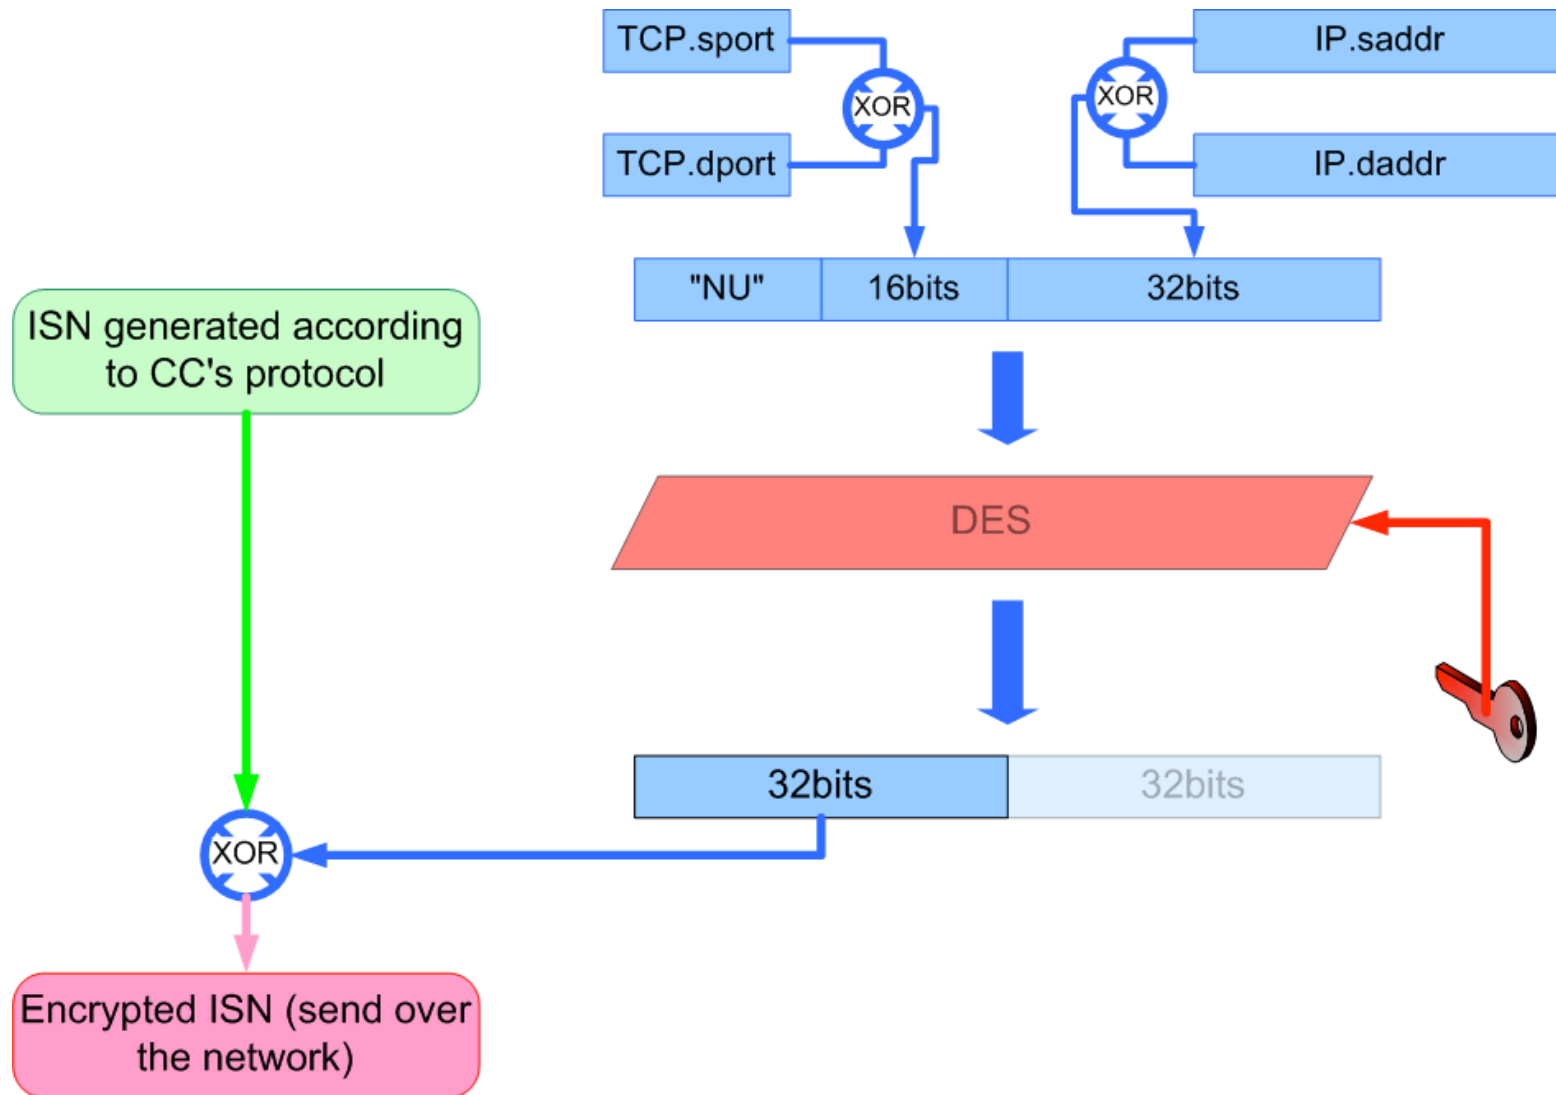 TCP.sport
IP.saddr
XOR
XOR
TCP.dport
IP.daddr
"NU"
16bits
32bits
ISN generated according
to CC's protocol
DES
32bits
32bits
XOR
Encrypted ISN (send over
the network)